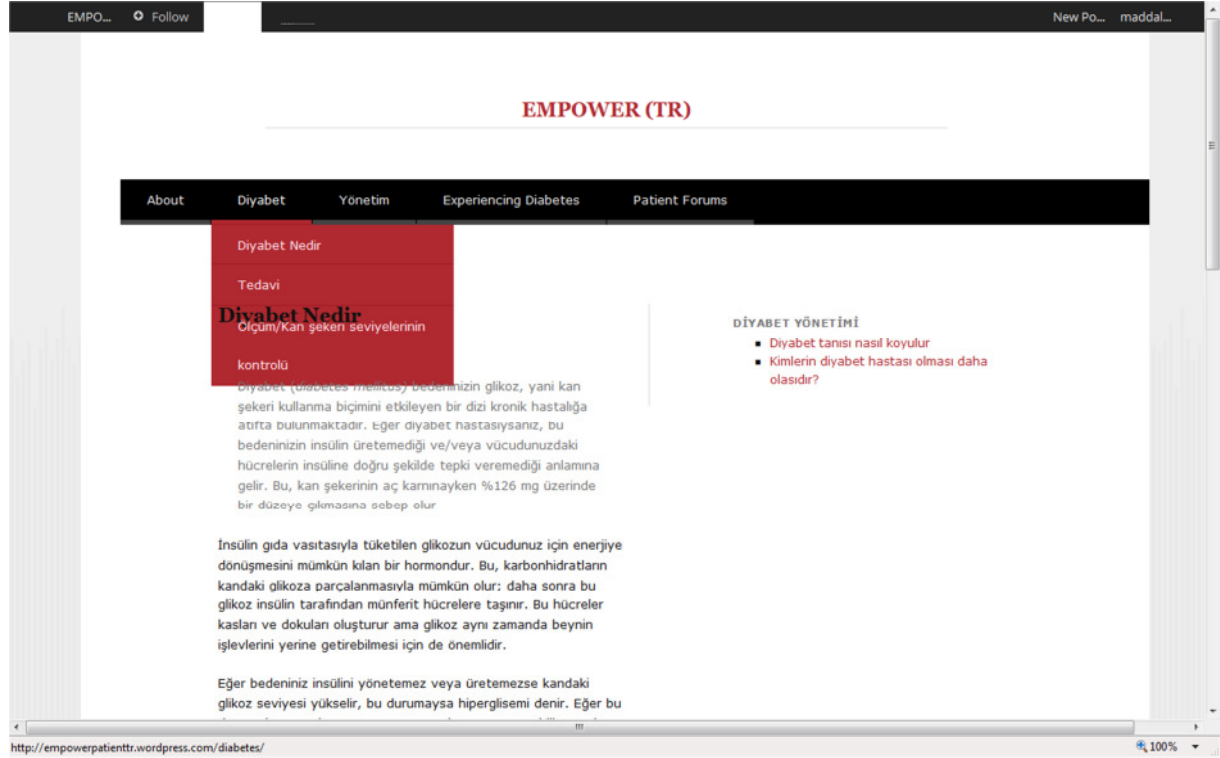 EMPO... Follow New Po... maddal...
EMPOWER (TR)
About Diyabet Yönetim Experiencing Diabetes Patient Forums
Diyabet Nedir
Tedavi
Diyabet Nedir
Ölçüm/Kan şekeri seviyelerinin
kontrolü
Diyabet (diabetes mellitus) bedeninizin glikoz, yani kan
şekeri kullanma biçimini etkileyen bir dizi kronik hastalığa
atıfta bulunmaktadır. Eğer diyabet hastasıysanız, bu
bedeninizin insülin üretemediği ve/veya vücudunuzdaki
hücrelerin insüline doğru şekilde tepki veremediği anlamına
gelir. Bu, kan şekerinin aç karnınayken %126 mg üzerinde
bir düzeye çıkmasına sebep olur
İnsülin gıda vasıtasıyla tüketilen glikozun vücudunuz için enerjiye
dönüşmesini mümkün kılan bir hormondur. Bu, karbonhidratların
kandaki glikoza parçalanmasıyla mümkün olur; daha sonra bu
glikoz insülin tarafından münferit hücrelere taşınır. Bu hücreler
kasları ve dokuları oluşturur ama glikoz aynı zamanda beynin
işlevlerini yerine getirebilmesi için de önemlidir.
Eğer bedeniniz insülini yönetemez veya üretemezse kandaki
glikoz seviyesi yükselir, bu durumaysa hiperglisemi denir. Eğer bu
DİYABET YÖNETİMİ
Diyabet tanısı nasıl koyulur
Kimlerin diyabet hastası olması daha
olasıdır?
http://empowerpatienttr.wordpress.com/diabetes/ 100%